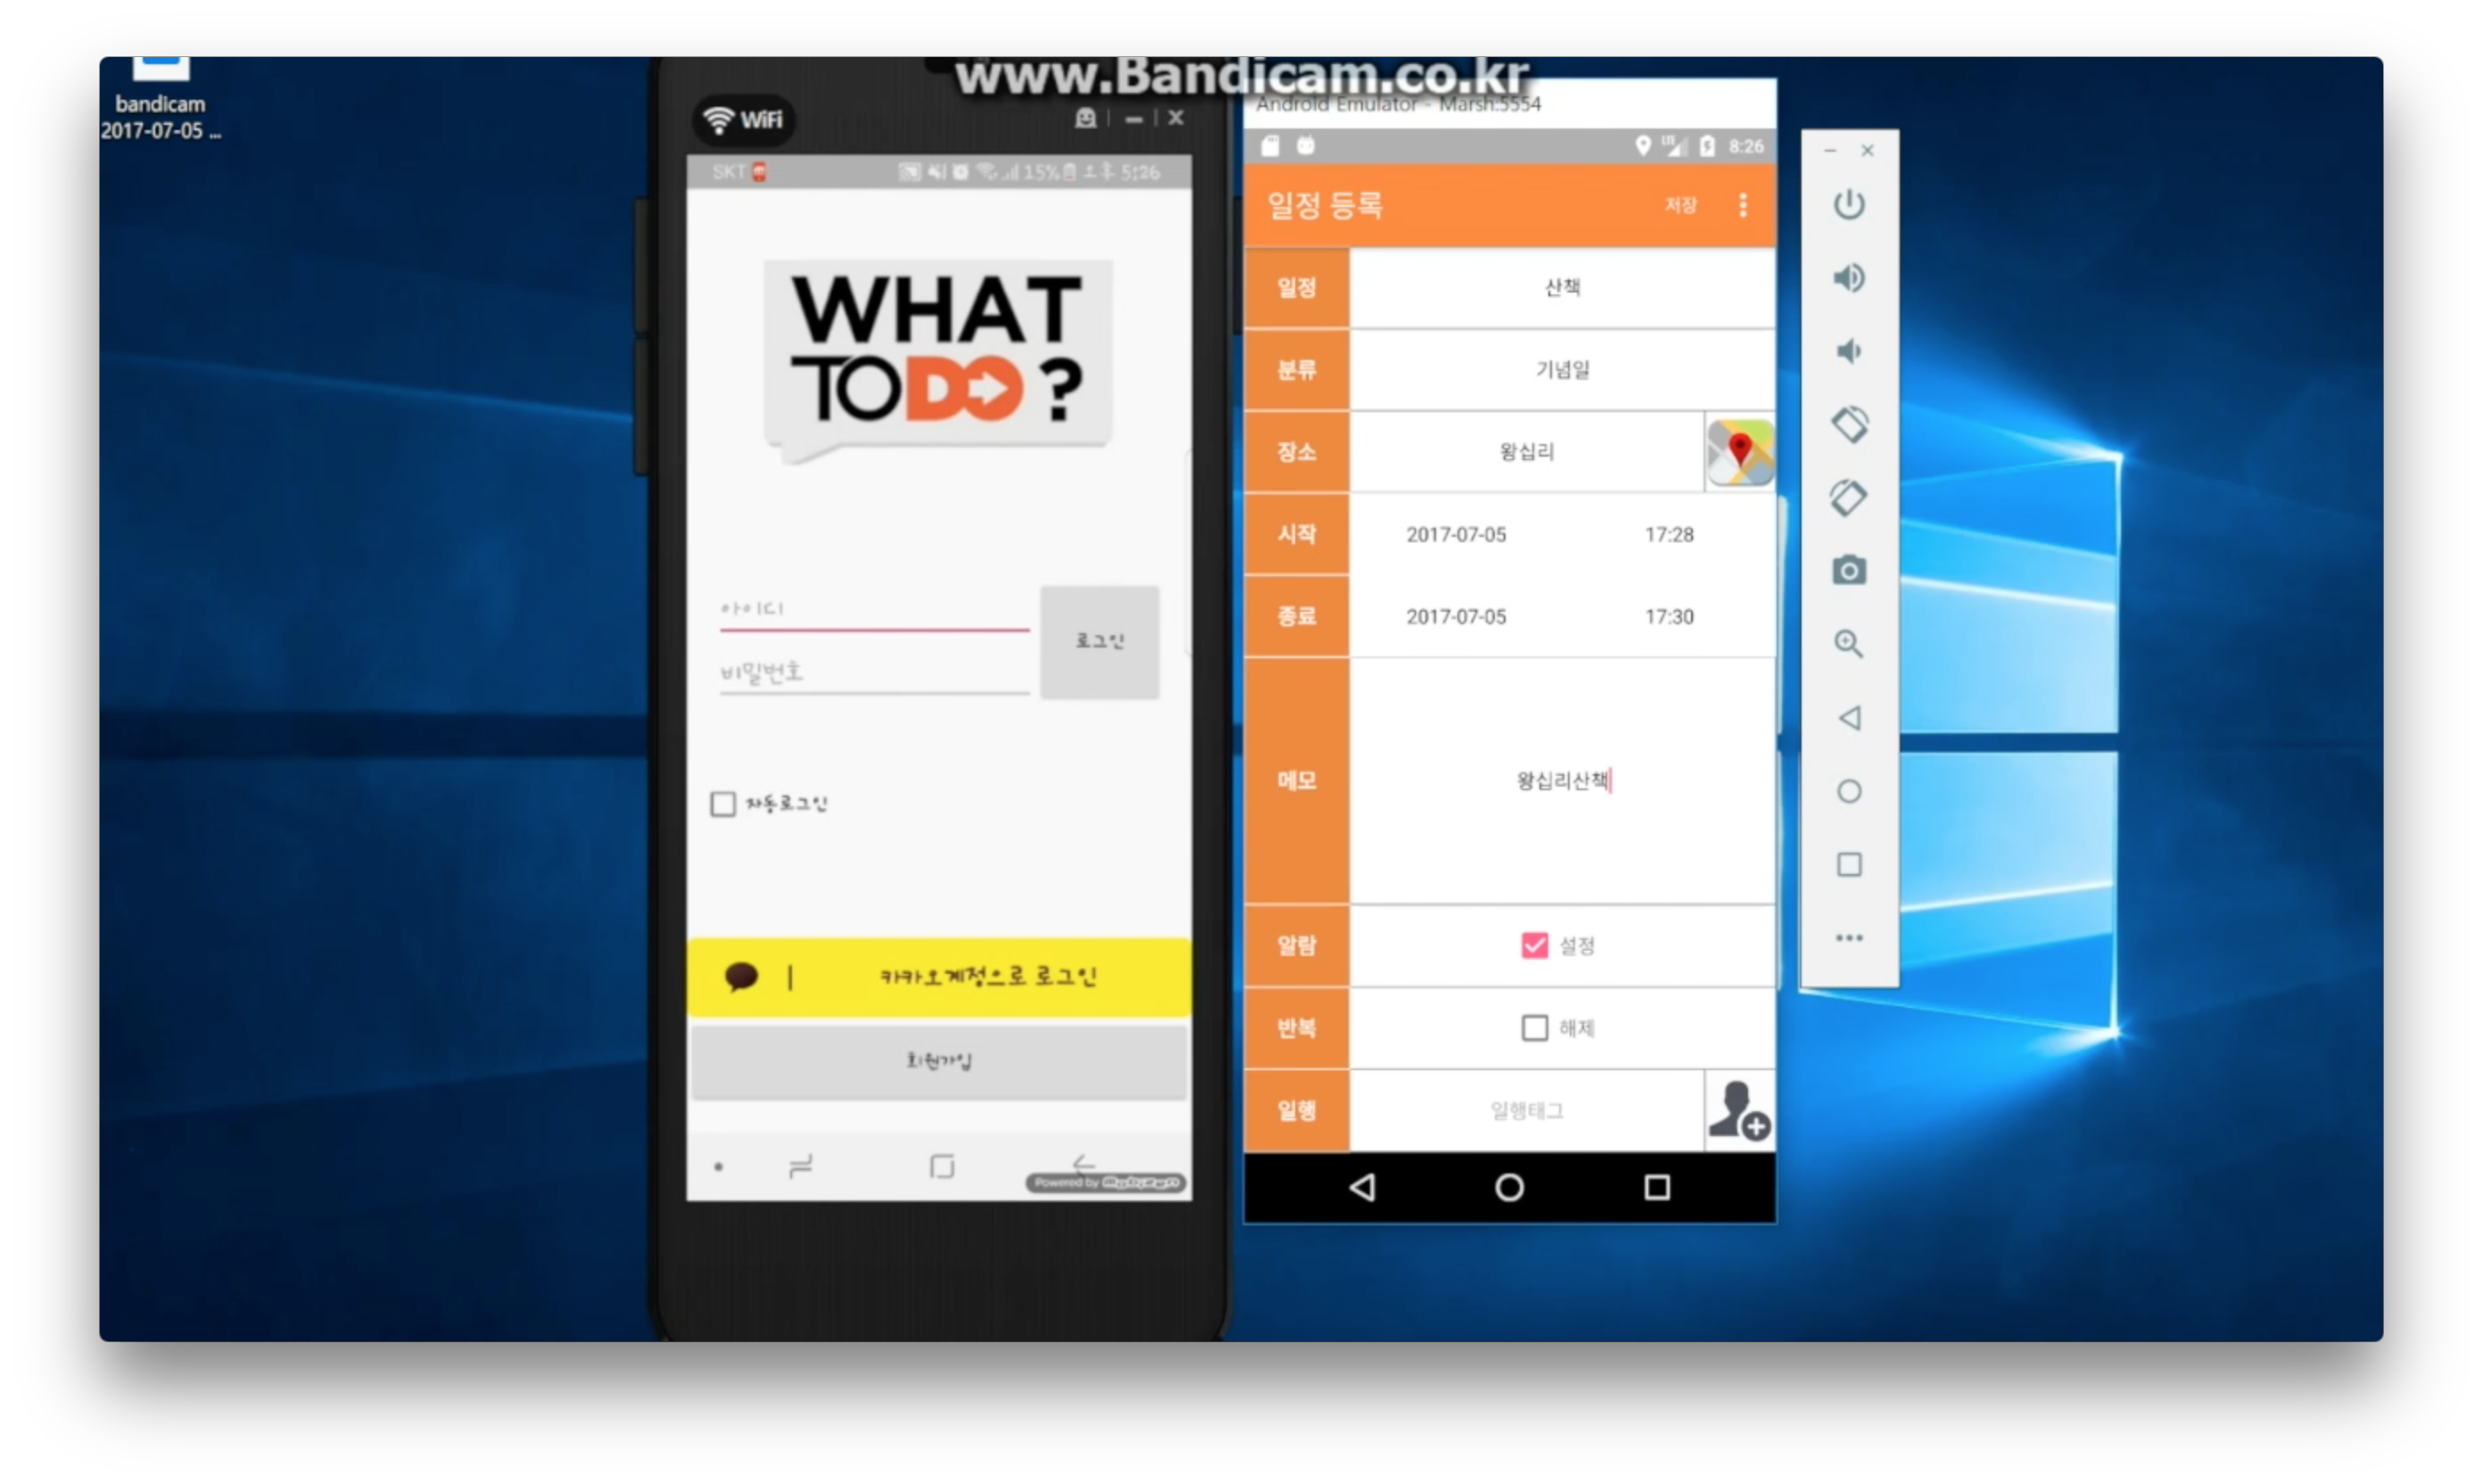 www.Bandicam.co.kr
bandicam
2017-07-05 ...
WiFi
SKT
15%
오후 5:26
WHAT
TO DO ?
아이디
비밀번호
로그인
자동로그인
카카오계정으로 로그인
회원가입
Powered by
Android Emulator - Marsh:5554
LTE
8:26
일정 등록
저장
일정
산책
분류
기념일
장소
왕십리
시작
2017-07-05
17:28
종료
2017-07-05
17:30
메모
왕십리산책
알람
설정
반복
해제
일행
일행태그